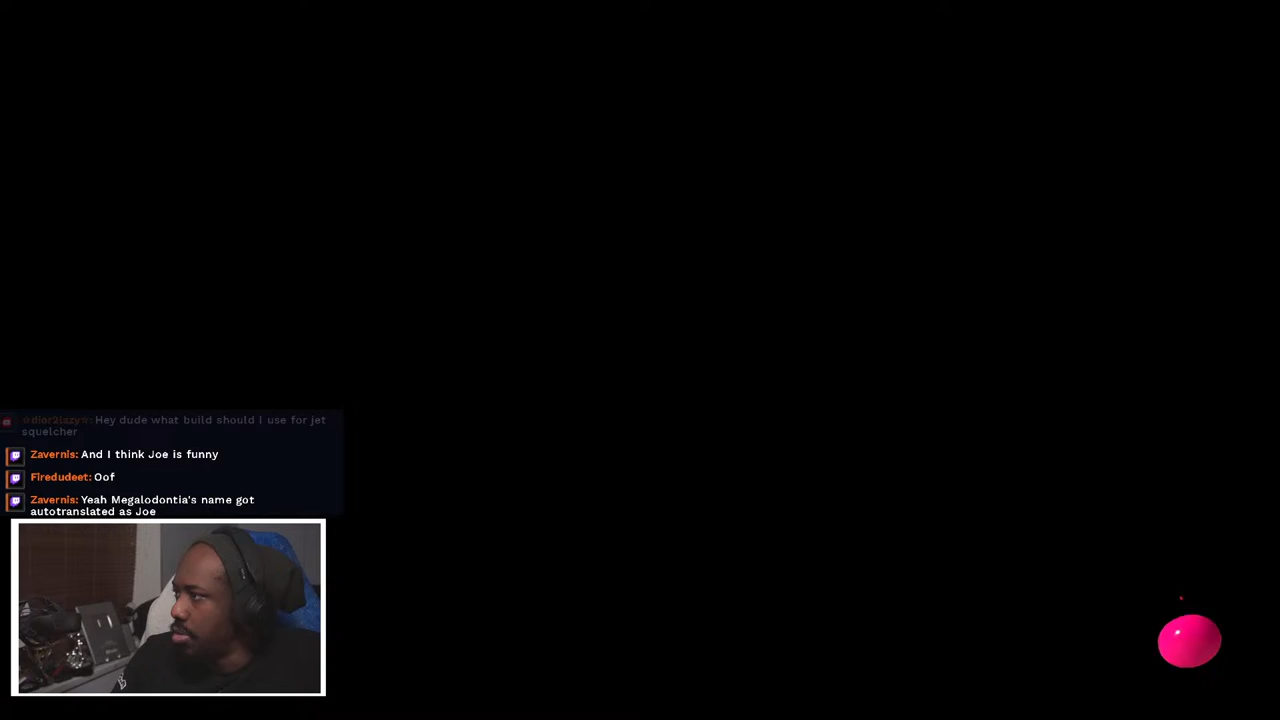 ☆dior2lazy☆: Hey dude what build should I use for jet
squelcher
Zavernis: And I think Joe is funny
Firedudeet: Oof
Zavernis: Yeah Megalodontia's name got
autotranslated as Joe